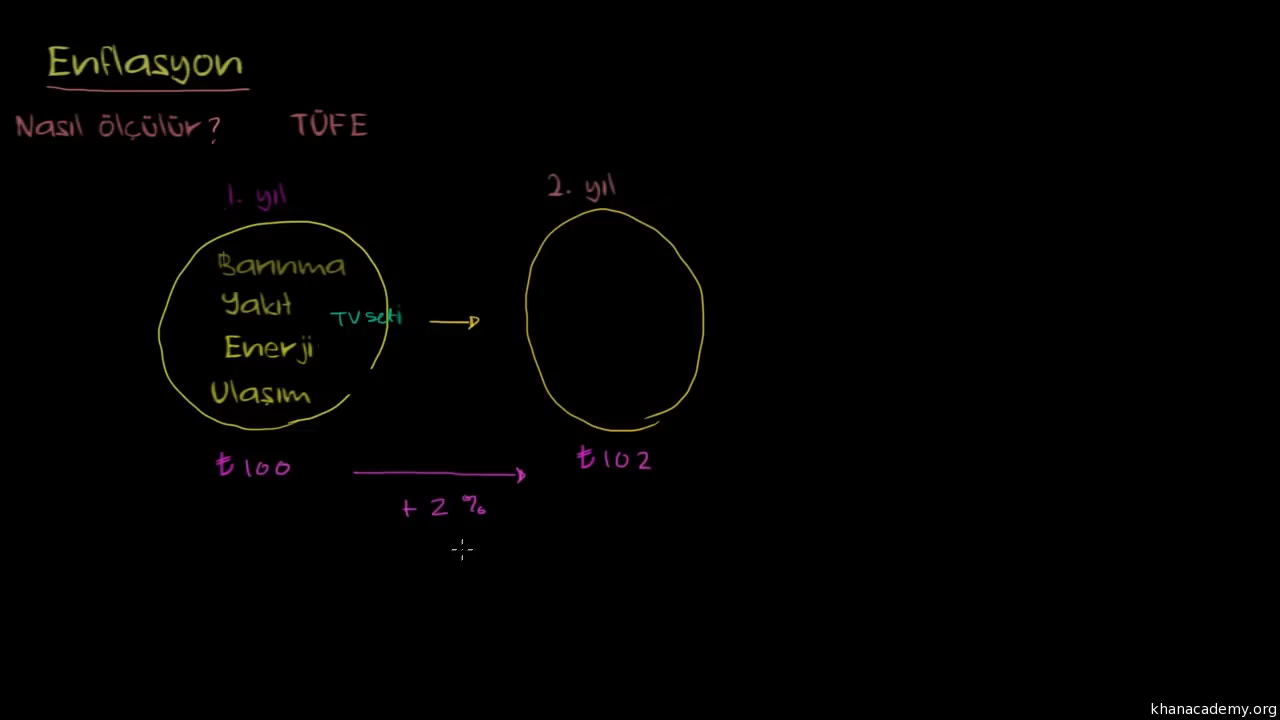 Enflasyon
Nasıl ölçülür? TÜFE
1. yıl
2. yıl
Barınma
Yakıt
TV seti
Enerji
Ulaşım
₺100
₺102
+ 2 %
khanacademy.org